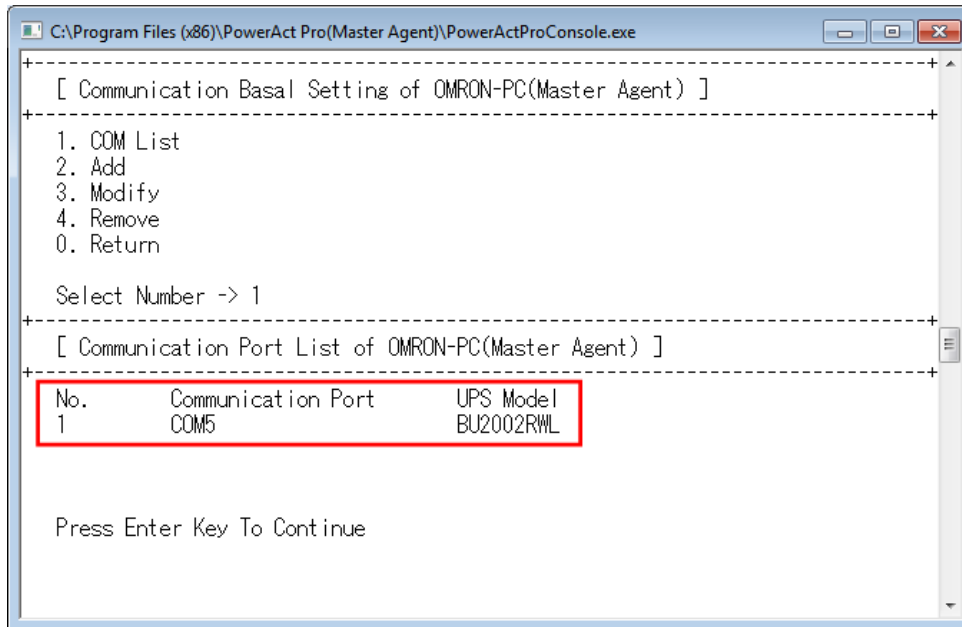 C:\Program Files (x86)\PowerAct Pro(Master Agent)\PowerActProConsole.exe
[ Communication Basal Setting of OMRON-PC(Master Agent) ]
1. COM List
2. Add
3. Modify
4. Remove
0. Return
Select Number -> 1
[ Communication Port List of OMRON-PC(Master Agent) ]
No. Communication Port UPS Model
1 COM5 BU2002RWL
Press Enter Key To Continue